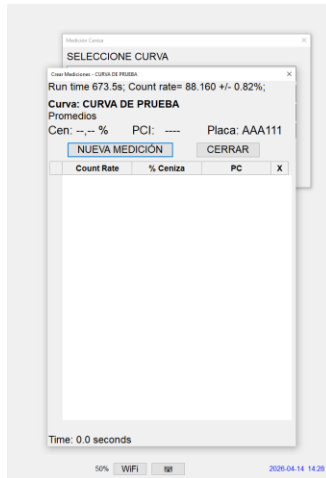 Medición Ceniza X
SELECCIONE CURVA
Crear Mediciones - CURVA DE PRUEBA X
Run time 673.5s; Count rate= 88.160 +/- 0.82%;
Curva: CURVA DE PRUEBA
Promedios
Cen: --,-- % PCI: ---- Placa: AAA111
NUEVA MEDICIÓN CERRAR
Count Rate % Ceniza PC X
Time: 0.0 seconds
50% WiFi 2026-04-14 14:28